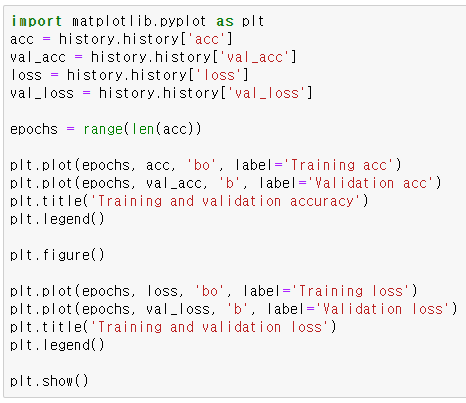 import matplotlib.pyplot as plt
acc = history.history['acc']
val_acc = history.history['val_acc']
loss = history.history['loss']
val_loss = history.history['val_loss']

epochs = range(len(acc))

plt.plot(epochs, acc, 'bo', label='Training acc')
plt.plot(epochs, val_acc, 'b', label='Validation acc')
plt.title('Training and validation accuracy')
plt.legend()

plt.figure()

plt.plot(epochs, loss, 'bo', label='Training loss')
plt.plot(epochs, val_loss, 'b', label='Validation loss')
plt.title('Training and validation loss')
plt.legend()

plt.show()